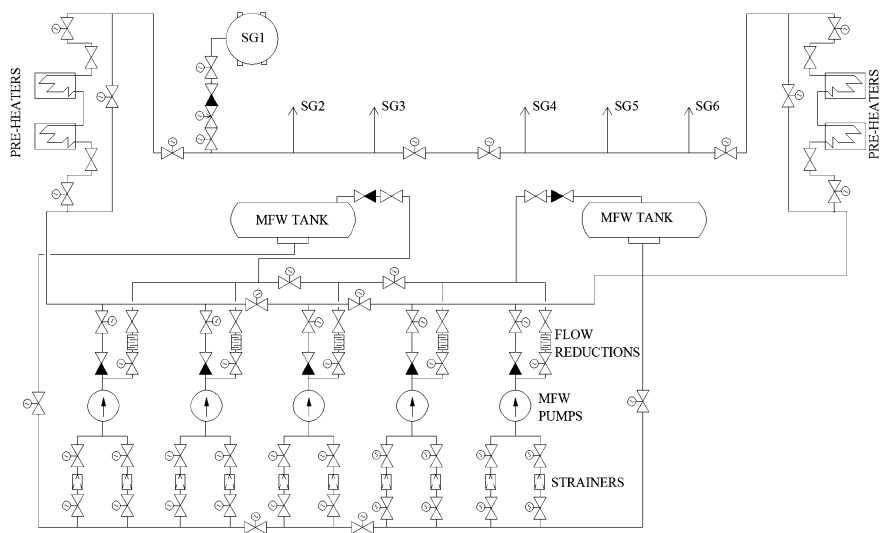 SG1
PRE-HEATERS
PRE-HEATERS
SG2
SG3
SG4
SG5
SG6
MFW TANK
MFW TANK
FLOW
REDUCTIONS
MFW
PUMPS
STRAINERS